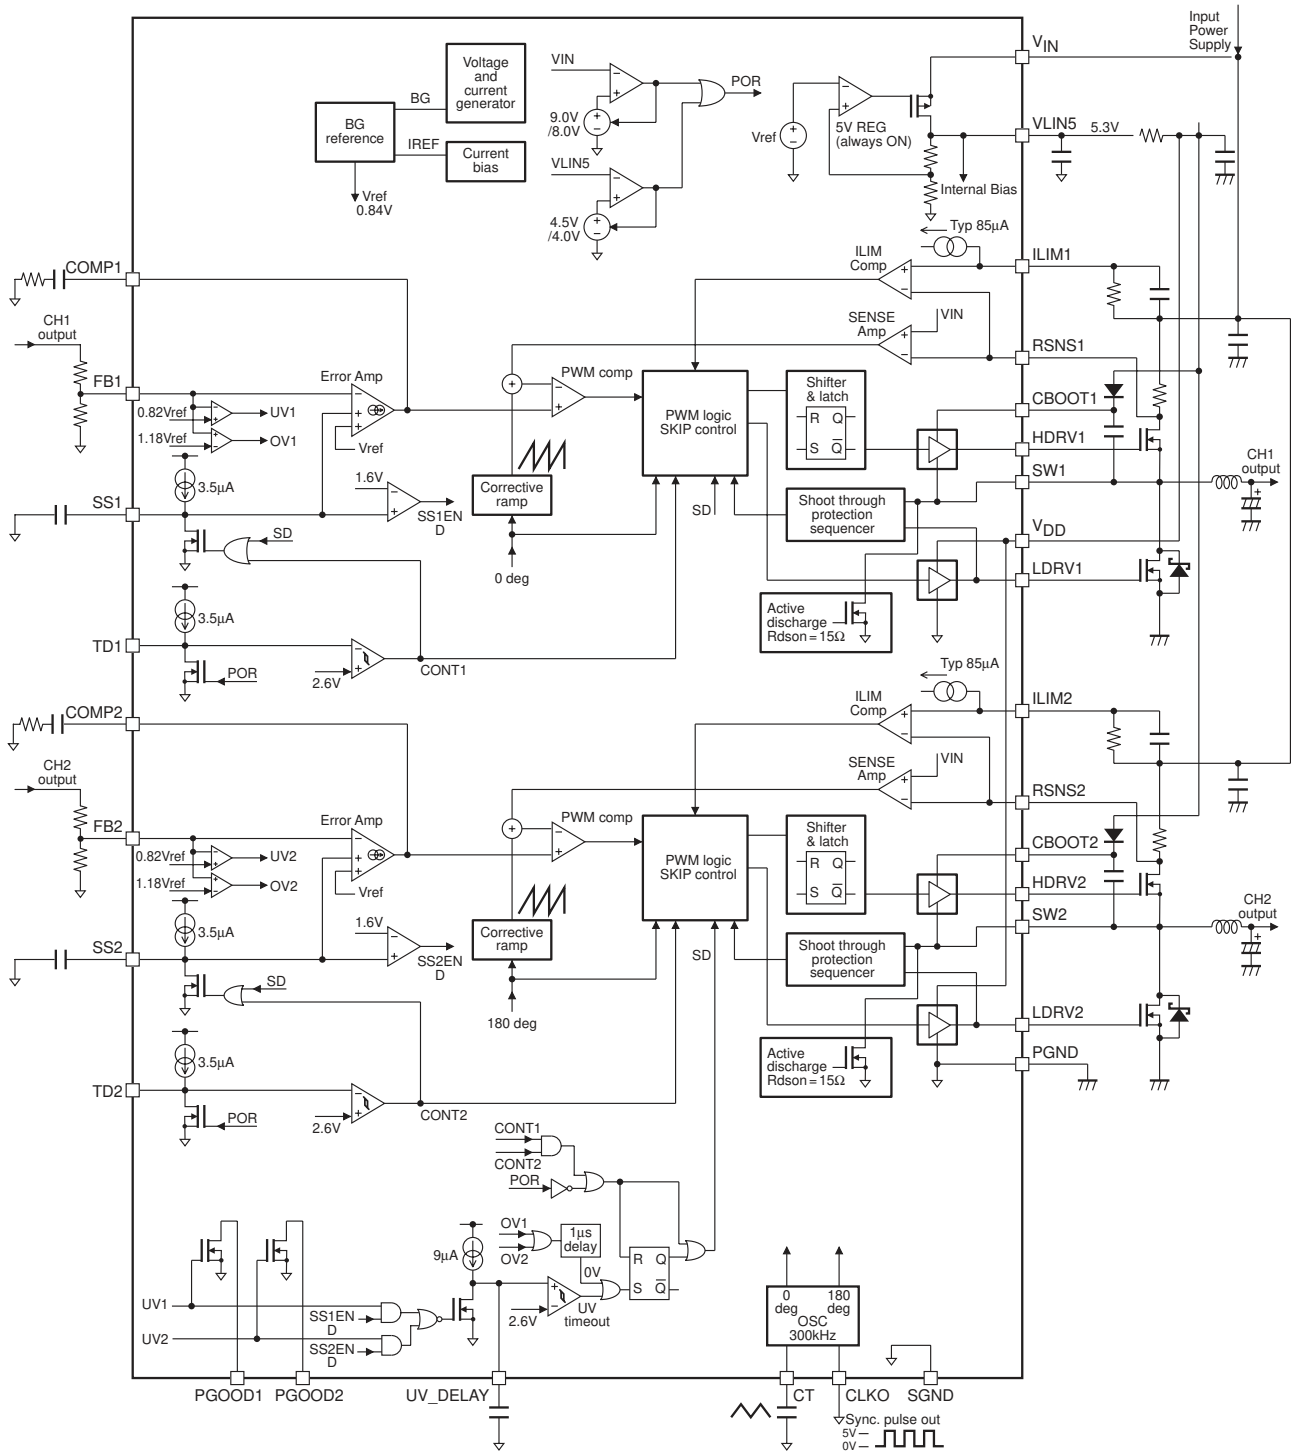 Input
Power
Supply
VIN
Voltage
and
current
generator
BG
BG
reference
IREF
Current
bias
Vref
0.84V
VIN
9.0V
/8.0V
POR
VLIN5
4.5V
/4.0V
Vref
5V REG
(always ON)
Internal Bias
VLIN5
5.3V
Typ 85μA
COMP1
ILIM
Comp
ILIM1
CH1
output
SENSE
Amp
VIN
RSNS1
FB1
Error Amp
PWM comp
PWM logic
SKIP control
Shifter
& latch
R Q
S Q
CBOOT1
0.82Vref
UV1
1.18Vref
OV1
Vref
HDRV1
CH1
output
SW1
3.5μA
1.6V
Corrective
ramp
SD
Shoot through
protection
sequencer
SS1
SS1EN
D
VDD
SD
0 deg
LDRV1
3.5μA
Active
discharge
Rdson=15Ω
TD1
2.6V
CONT1
POR
Typ 85μA
COMP2
ILIM
Comp
ILIM2
CH2
output
SENSE
Amp
VIN
RSNS2
FB2
Error Amp
PWM comp
PWM logic
SKIP control
Shifter
& latch
R Q
S Q
CBOOT2
0.82Vref
UV2
1.18Vref
OV2
Vref
HDRV2
CH2
output
SW2
3.5μA
1.6V
Corrective
ramp
SD
Shoot through
protection
sequencer
SS2
SS2EN
D
SD
180 deg
LDRV2
3.5μA
Active
discharge
Rdson=15Ω
PGND
TD2
2.6V
CONT2
POR
CONT1
CONT2
POR
OV1
OV2
1μs
delay
9μA
0V
R Q
S Q
UV1
SS1EN
D
UV2
SS2EN
D
2.6V
UV
timeout
0
deg
180
deg
OSC
300kHz
PGOOD1
PGOOD2
UV_DELAY
CT
CLKO
SGND
Sync. pulse out
5V
0V